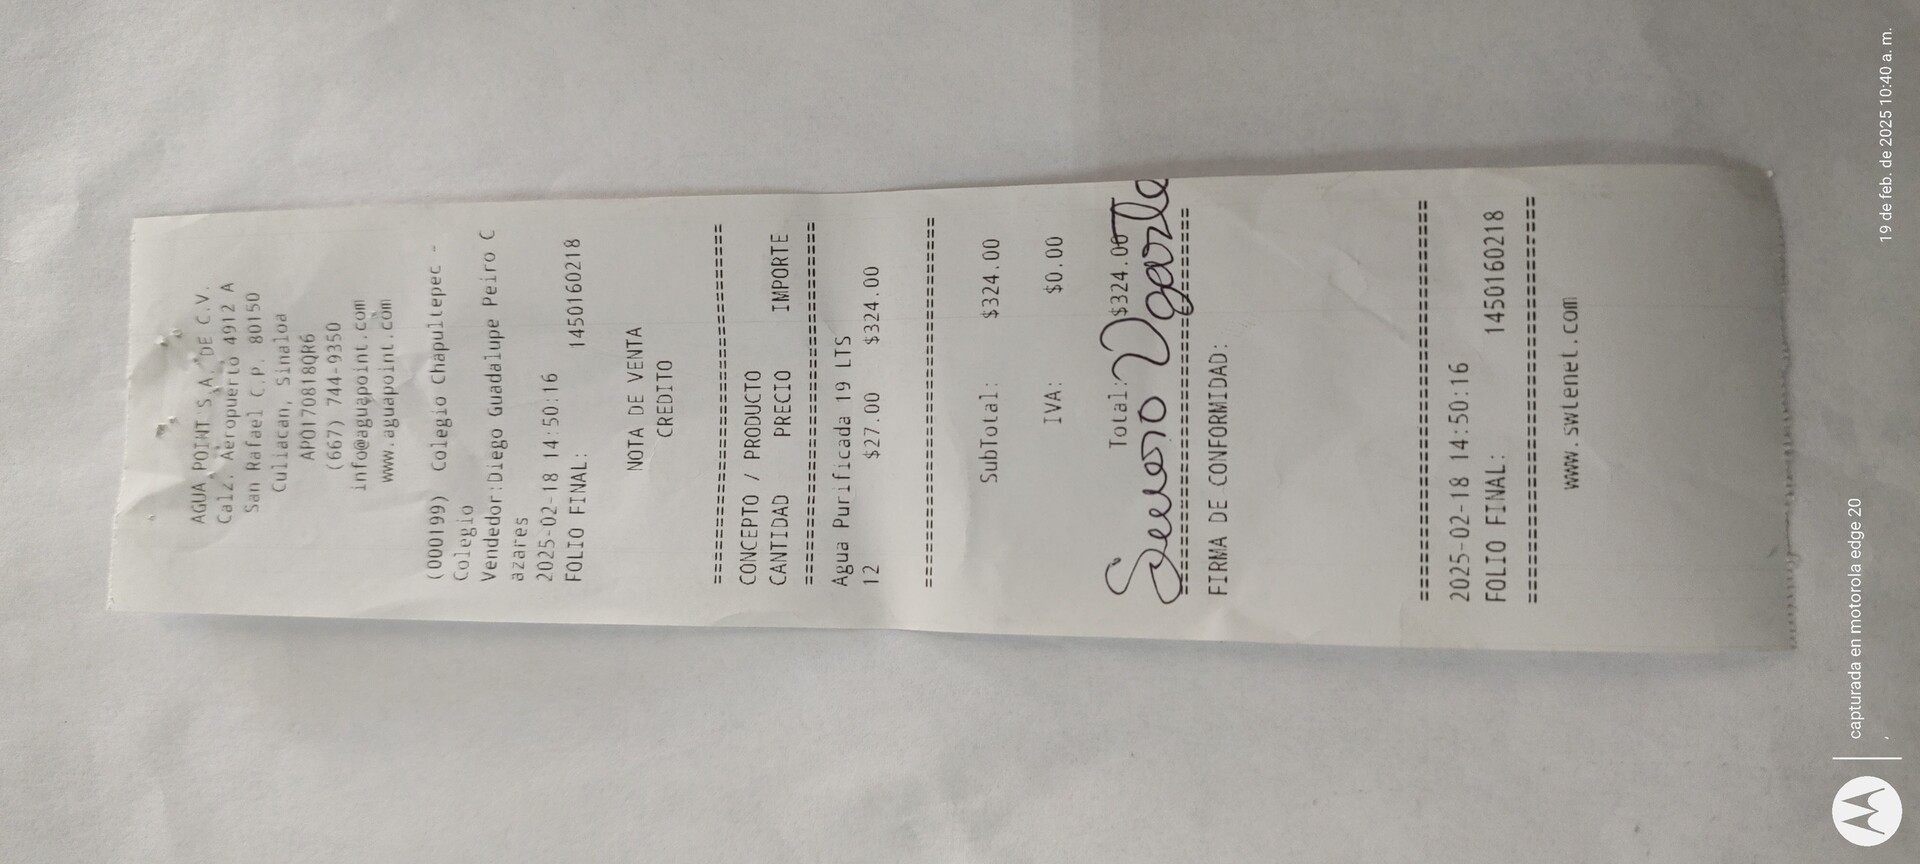 AGUA POINT S.A. DE C.V.
Calz. Aeropuerto 4912 A
San Rafael C.P. 80150
Culiacan, Sinaloa
APO170818QR6
(667) 744-9350
info@aguapoint.com
www.aguapoint.com
(000199) Colegio Chapultepec -
Colegio
Vendedor:Diego Guadalupe Peiro C
azares
2025-02-18 14:50:16
FOLIO FINAL: 1450160218
NOTA DE VENTA
CREDITO
================================
CONCEPTO / PRODUCTO
CANTIDAD PRECIO IMPORTE
================================
Agua Purificada 19 LTS
12 $27.00 $324.00
================================
SubTotal: $324.00
IVA: $0.00
Total: $324.00
================================
FIRMA DE CONFORMIDAD:
================================
2025-02-18 14:50:16
FOLIO FINAL: 1450160218
================================
www.swlenet.com
capturada en motorola edge 20
19 de feb. de 2025 10:40 a. m.